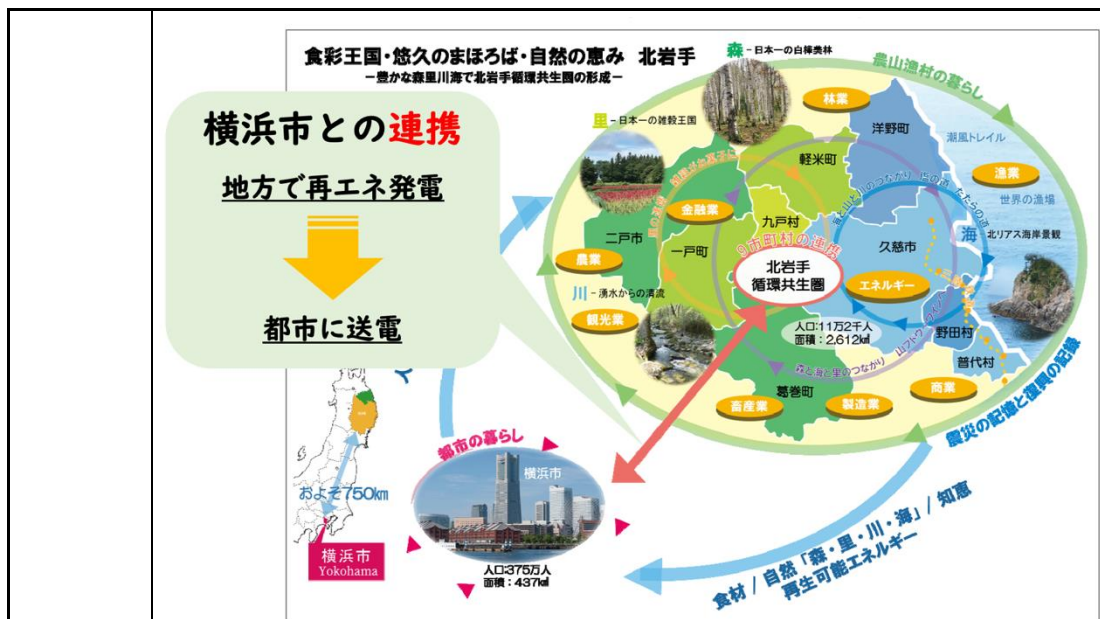 食彩王国・悠久のまほろば・自然の恵み 北岩手
－豊かな森里川海で北岩手循環共生圏の形成－
横浜市との連携
地方で再エネ発電
都市に送電
森－日本一の白樺美林
里－日本一の雑穀王国
川－湧水からの清流
海
北リアス海岸景観
農山漁村の暮らし
林業
洋野町
潮風トレイル
漁業
世界の漁場
軽米町
金融業
九戸村
二戸市
一戸町
農業
観光業
9市町村の連携
北岩手
循環共生圏
久慈市
エネルギー
人口:11万2千人
面積:2,612㎢
野田村
普代村
森と海と里のつながり
葛巻町
畜産業
製造業
商業
震災の記憶と復興の記録
都市の暮らし
横浜市
人口:375万人
面積:437㎢
およそ750km
横浜市
Yokohama
食材 / 自然「森・里・川・海」/ 知恵
再生可能エネルギー